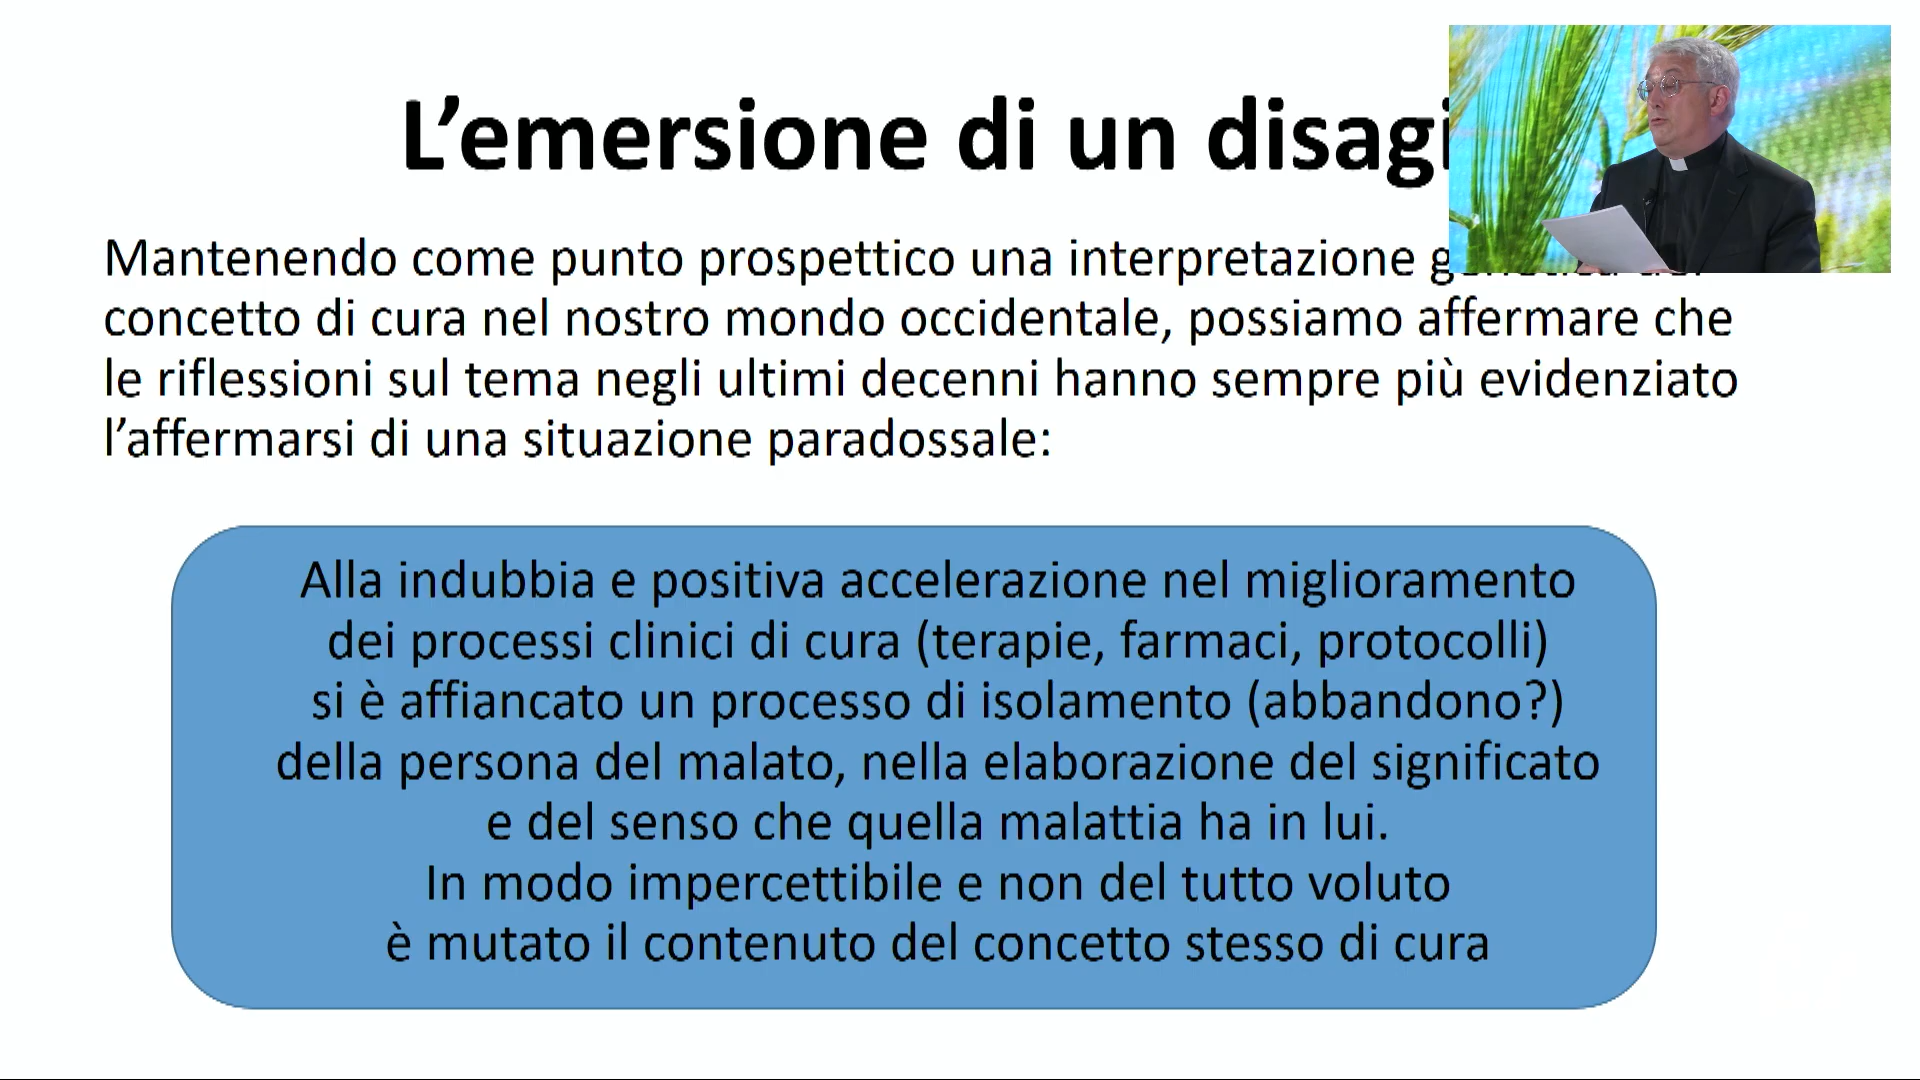 L’emersione di un disagi
Mantenendo come punto prospettico una interpretazione
concetto di cura nel nostro mondo occidentale, possiamo affermare che
le riflessioni sul tema negli ultimi decenni hanno sempre più evidenziato
l’affermarsi di una situazione paradossale:
Alla indubbia e positiva accelerazione nel miglioramento
dei processi clinici di cura (terapie, farmaci, protocolli)
si è affiancato un processo di isolamento (abbandono?)
della persona del malato, nella elaborazione del significato
e del senso che quella malattia ha in lui.
In modo impercettibile e non del tutto voluto
è mutato il contenuto del concetto stesso di cura